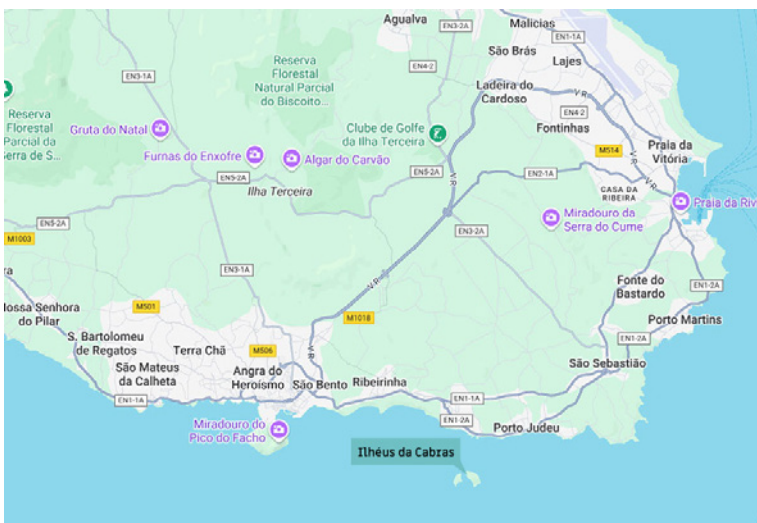 Agualva
EN3-2A
Malicias
EN1-1A
São Brás
Lajes
EN4-2
Reserva
Florestal
Natural Parcial
do Biscoito...
EN3-1A
Ladeira do
Cardoso
V.R.
EN4-2
Reserva
Florestal
Parcial da
Serra de S...
Gruta do Natal
Clube de Golfe
da Ilha Terceira
Fontinhas
M514
Praia da
Vitória
Furnas do Enxofre
Algar do Carvão
EN5-2A
EN5-2A
V.R.
EN2-1A
V.R.
Ilha Terceira
CASA DA
RIBEIRA
Praia da Riv
Miradouro da
Serra do Cume
EN5-2A
M1003
EN3-2A
EN3-1A
V.R.
Fonte do
Bastardo
EN1-2A
ra
Nossa Senhora
do Pilar
M501
M1018
Porto Martins
S. Bartolomeu
de Regatos
Terra Chã
M506
V.R.
EN1-2A
São Mateus
da Calheta
Angra do
Heroísmo
São Bento
Ribeirinha
São Sebastião
EN1-1A
EN1-1A
EN1-2A
Porto Judeu
Miradouro do
Pico do Facho
Ilhéus da Cabras